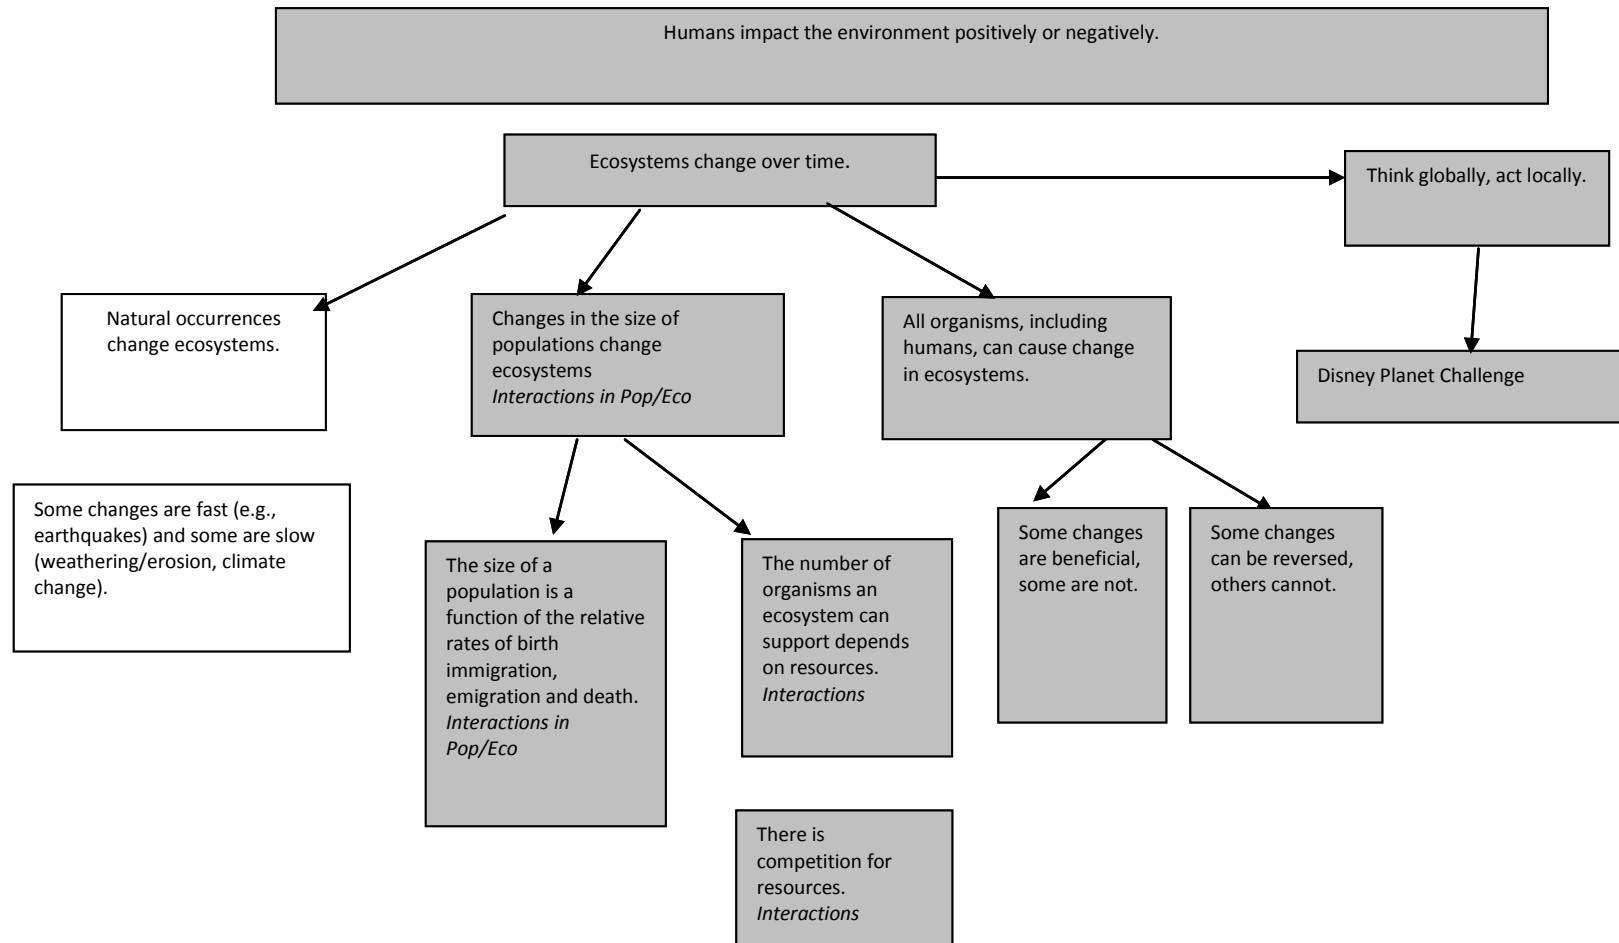 Humans impact the environment positively or negatively.
Ecosystems change over time.
Think globally, act locally.
Natural occurrences
change ecosystems.
Changes in the size of
populations change
ecosystems
Interactions in Pop/Eco
All organisms, including
humans, can cause change
in ecosystems.
Disney Planet Challenge
Some changes are fast (e.g.,
earthquakes) and some are slow
(weathering/erosion, climate
change).
The size of a
population is a
function of the relative
rates of birth
immigration,
emigration and death.
Interactions in
Pop/Eco
The number of
organisms an
ecosystem can
support depends
on resources.
Interactions
Some changes
are beneficial,
some are not.
Some changes
can be reversed,
others cannot.
There is
competition for
resources.
Interactions